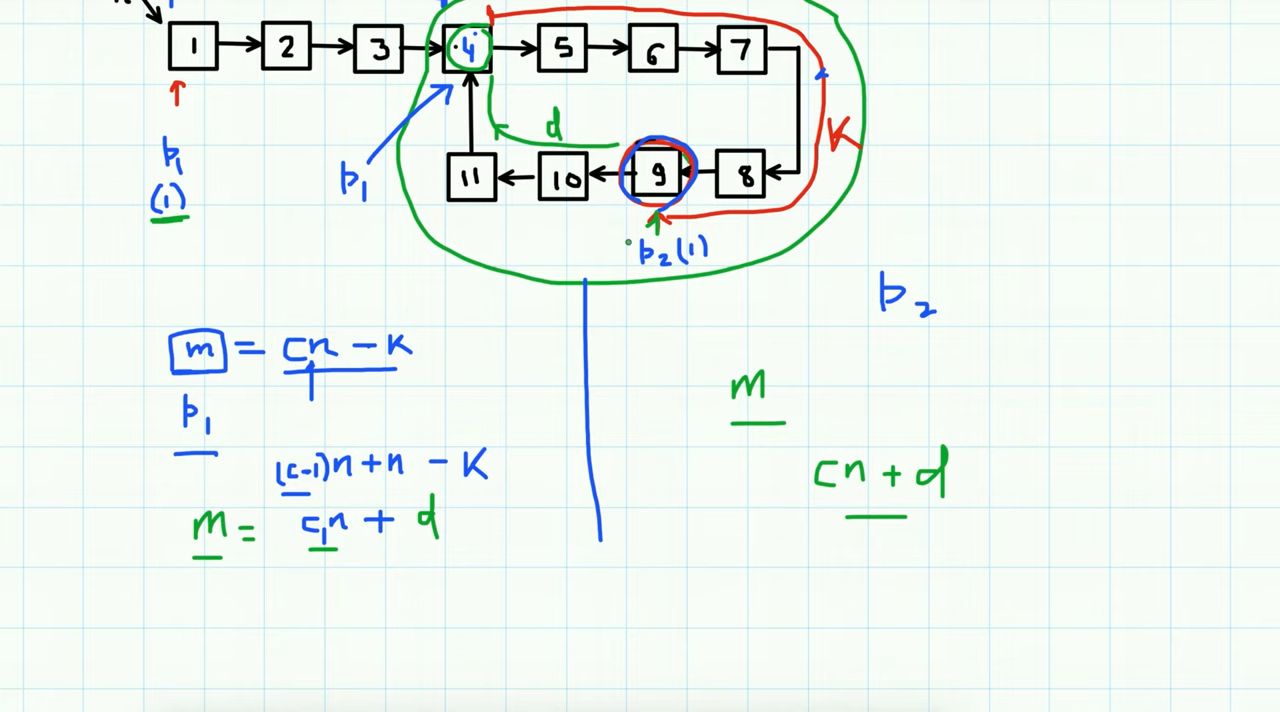 1 2 3 4 5 6 7
d
K
p1
(1)
p1
11 10 9 8
p2(1)
p2
m = cn - K
p1
(c-1)n + n - K
m = c1n + d
m
cn + d